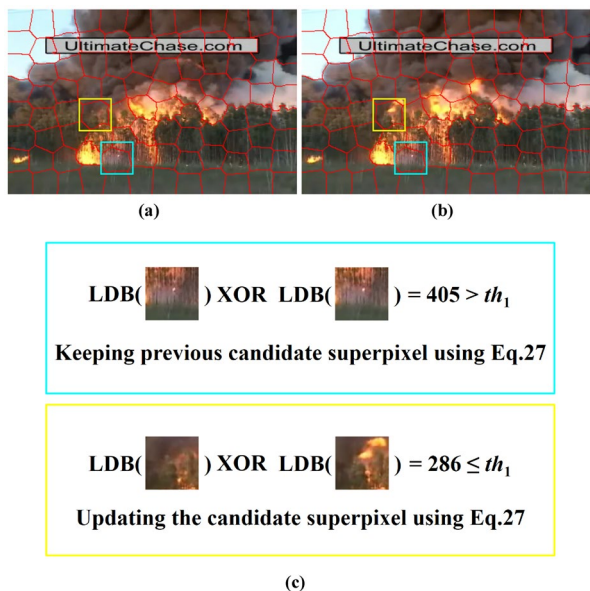 UltimateChase.com
UltimateChase.com
(a)
(b)
LDB( ) XOR LDB( ) = 405 > th₁
Keeping previous candidate superpixel using Eq.27
LDB( ) XOR LDB( ) = 286 ≤ th₁
Updating the candidate superpixel using Eq.27
(c)